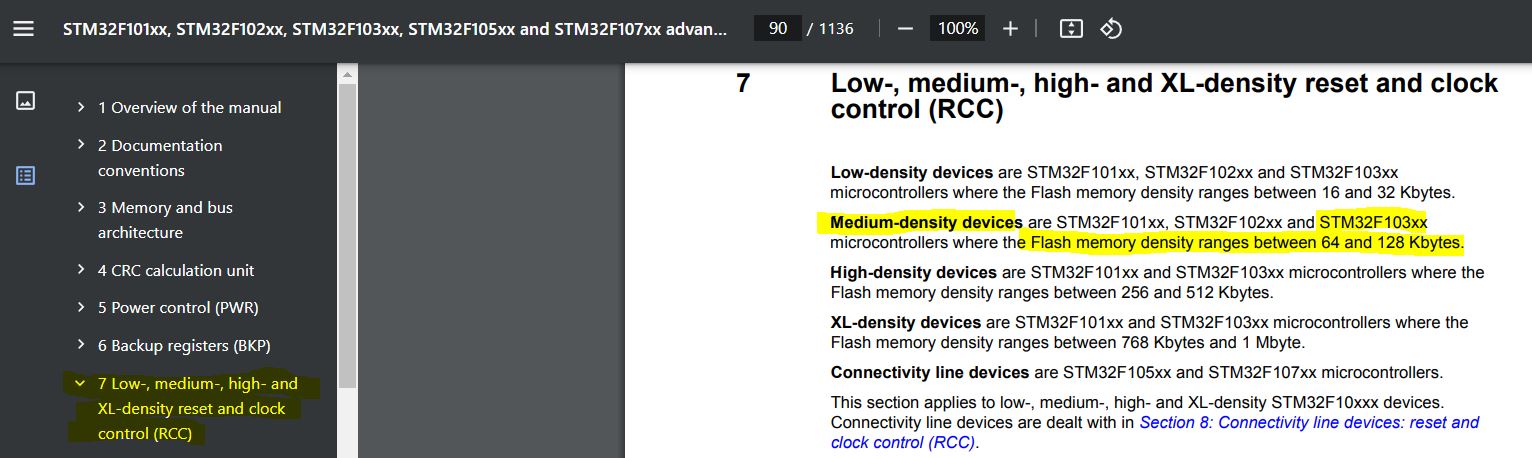 STM32F101xx, STM32F102xx, STM32F103xx, STM32F105xx and STM32F107xx advan...
90 / 1136
100%
1 Overview of the manual
2 Documentation
conventions
3 Memory and bus
architecture
4 CRC calculation unit
5 Power control (PWR)
6 Backup registers (BKP)
7 Low-, medium-, high- and
XL-density reset and clock
control (RCC)
7 Low-, medium-, high- and XL-density reset and clock
control (RCC)
Low-density devices are STM32F101xx, STM32F102xx and STM32F103xx
microcontrollers where the Flash memory density ranges between 16 and 32 Kbytes.
Medium-density devices are STM32F101xx, STM32F102xx and STM32F103xx
microcontrollers where the Flash memory density ranges between 64 and 128 Kbytes.
High-density devices are STM32F101xx and STM32F103xx microcontrollers where the
Flash memory density ranges between 256 and 512 Kbytes.
XL-density devices are STM32F101xx and STM32F103xx microcontrollers where the
Flash memory density ranges between 768 Kbytes and 1 Mbyte.
Connectivity line devices are STM32F105xx and STM32F107xx microcontrollers.
This section applies to low-, medium-, high- and XL-density STM32F10xxx devices.
Connectivity line devices are dealt with in Section 8: Connectivity line devices: reset and
clock control (RCC).